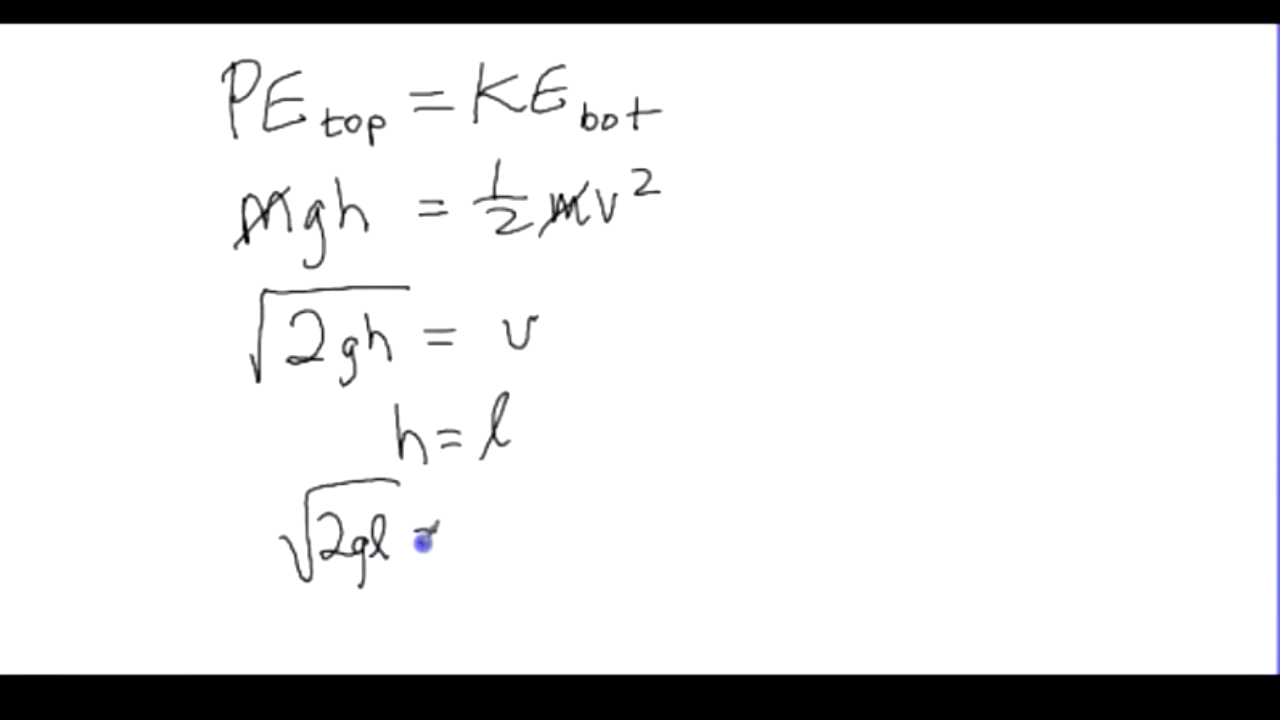 PE top = KE bot
mgh = 1/2 mv²
√2gh = v
h = l
√2gl =